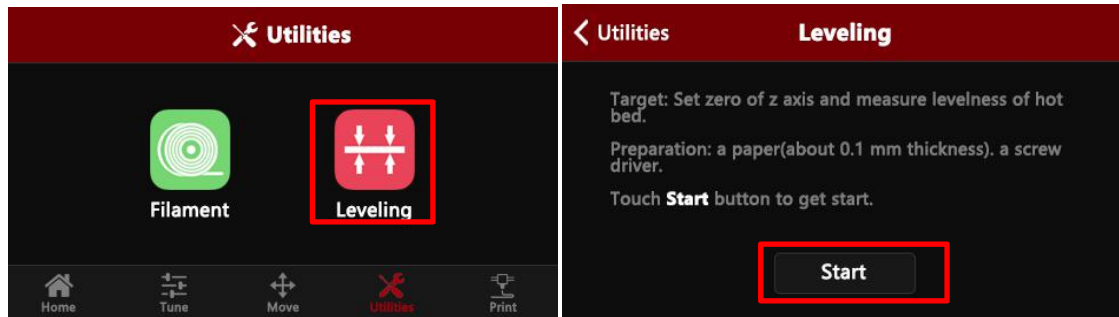 Utilities
Filament
Leveling
Home
Tune
Move
Utilities
Print
Utilities
Leveling
Target: Set zero of z axis and measure levelness of hot
bed.
Preparation: a paper(about 0.1 mm thickness). a screw
driver.
Touch Start button to get start.
Start